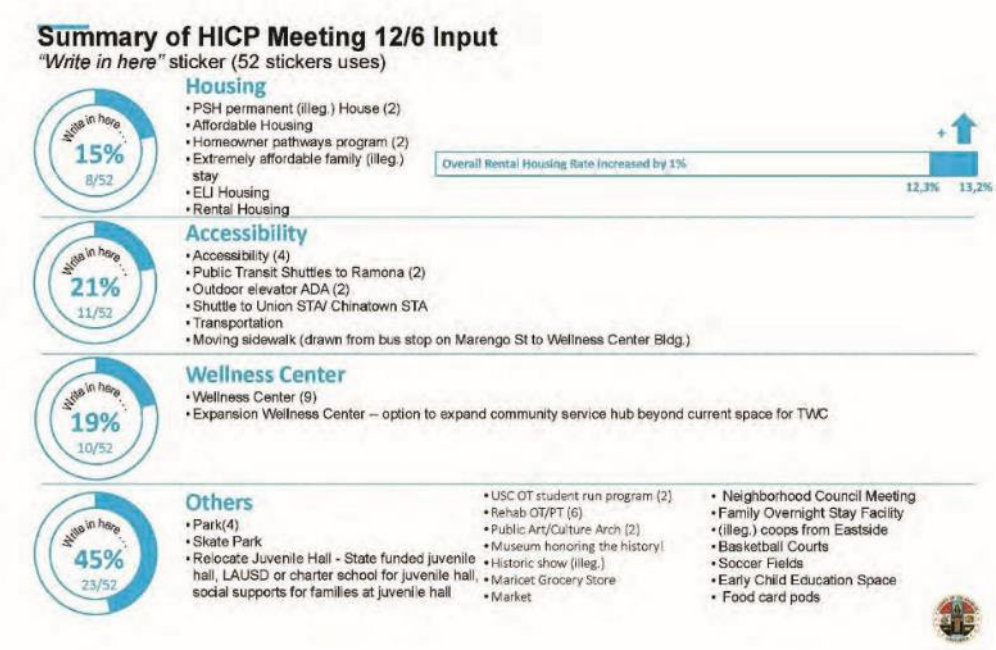 Summary of HICP Meeting 12/6 Input
"Write in here" sticker (52 stickers uses)
Write in here...
15%
8/52
Housing
• PSH permanent (illeg.) House (2)
• Affordable Housing
• Homeowner pathways program (2)
• Extremely affordable family (illeg.)
stay
• ELI Housing
• Rental Housing
Overall Rental Housing Rate increased by 1%
+
12,3% 13,2%
Write in here...
21%
11/52
Accessibility
• Accessibility (4)
• Public Transit Shuttles to Ramona (2)
• Outdoor elevator ADA (2)
• Shuttle to Union STA/ Chinatown STA
• Transportation
• Moving sidewalk (drawn from bus stop on Marengo St to Wellness Center Bldg.)
Write in here...
19%
10/52
Wellness Center
• Wellness Center (9)
• Expansion Wellness Center – option to expand community service hub beyond current space for TWC
Write in here...
45%
23/52
Others
• Park(4)
• Skate Park
• Relocate Juvenile Hall - State funded juvenile
hall, LAUSD or charter school for juvenile hall,
social supports for families at juvenile hall
• USC OT student run program (2)
• Rehab OT/PT (6)
• Public Art/Culture Arch (2)
• Museum honoring the history!
• Historic show (illeg.)
• Maricet Grocery Store
• Market
• Neighborhood Council Meeting
• Family Overnight Stay Facility
• (illeg.) coops from Eastside
• Basketball Courts
• Soccer Fields
• Early Child Education Space
• Food card pods